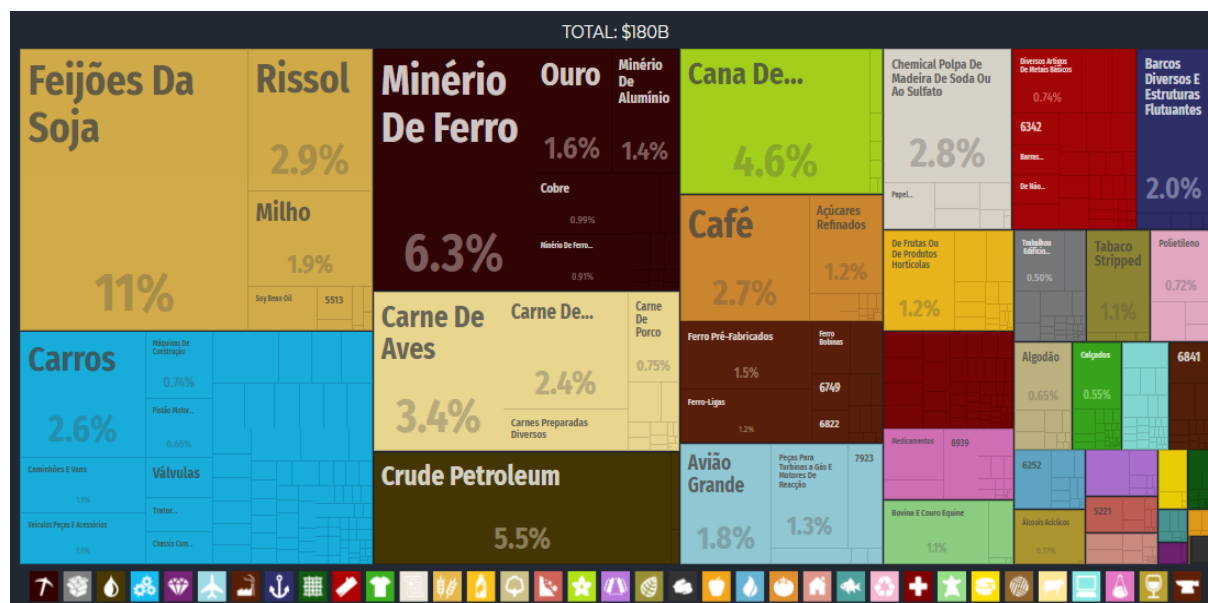 TOTAL: $180B
Feijões Da
Soja
11%
Rissol
2.9%
Milho
1.9%
Soy Bean Oil
5513
Minério
De Ferro
6.3%
Ouro
1.6%
Minério
De
Alumínio
1.4%
Cobre
0.99%
Minério De Ferro...
0.91%
Cana De...
4.6%
Chemical Polpa De
Madeira De Soda Ou
Ao Sulfato
2.8%
Papel...
Diversos Artigos
De Metais Básicos
0.74%
6342
Barras...
De Não...
Barcos
Diversos E
Estruturas
Flutuantes
2.0%
Café
2.7%
Açúcares
Refinados
1.2%
De Frutas Ou
De Produtos
Hortícolas
1.2%
Trabalhou
Edifício...
0.50%
Tabaco
Stripped
1.1%
Polietileno
0.72%
Carros
2.6%
Máquinas De
Construção
0.74%
Pistão Motor...
0.65%
Caminhões E Vans
1.1%
Veículos Peças E Acessórios
1.0%
Válvulas
Trator...
Chassis Com...
Carne De
Aves
3.4%
Carne De...
2.4%
Carnes Preparadas
Diversos
Carne
De
Porco
0.75%
Crude Petroleum
5.5%
Ferro Pré-Fabricados
1.5%
Ferro-Ligas
1.2%
Ferro
Bobinas
6749
6822
Avião
Grande
1.8%
Peças Para
Turbinas a Gás E
Motores De
Reacção
1.3%
7923
Medicamentos
8939
Bovina E Couro Equine
1.1%
Algodão
0.65%
Calçados
0.55%
6841
6252
Álcoois Acíclicos
0.37%
5221